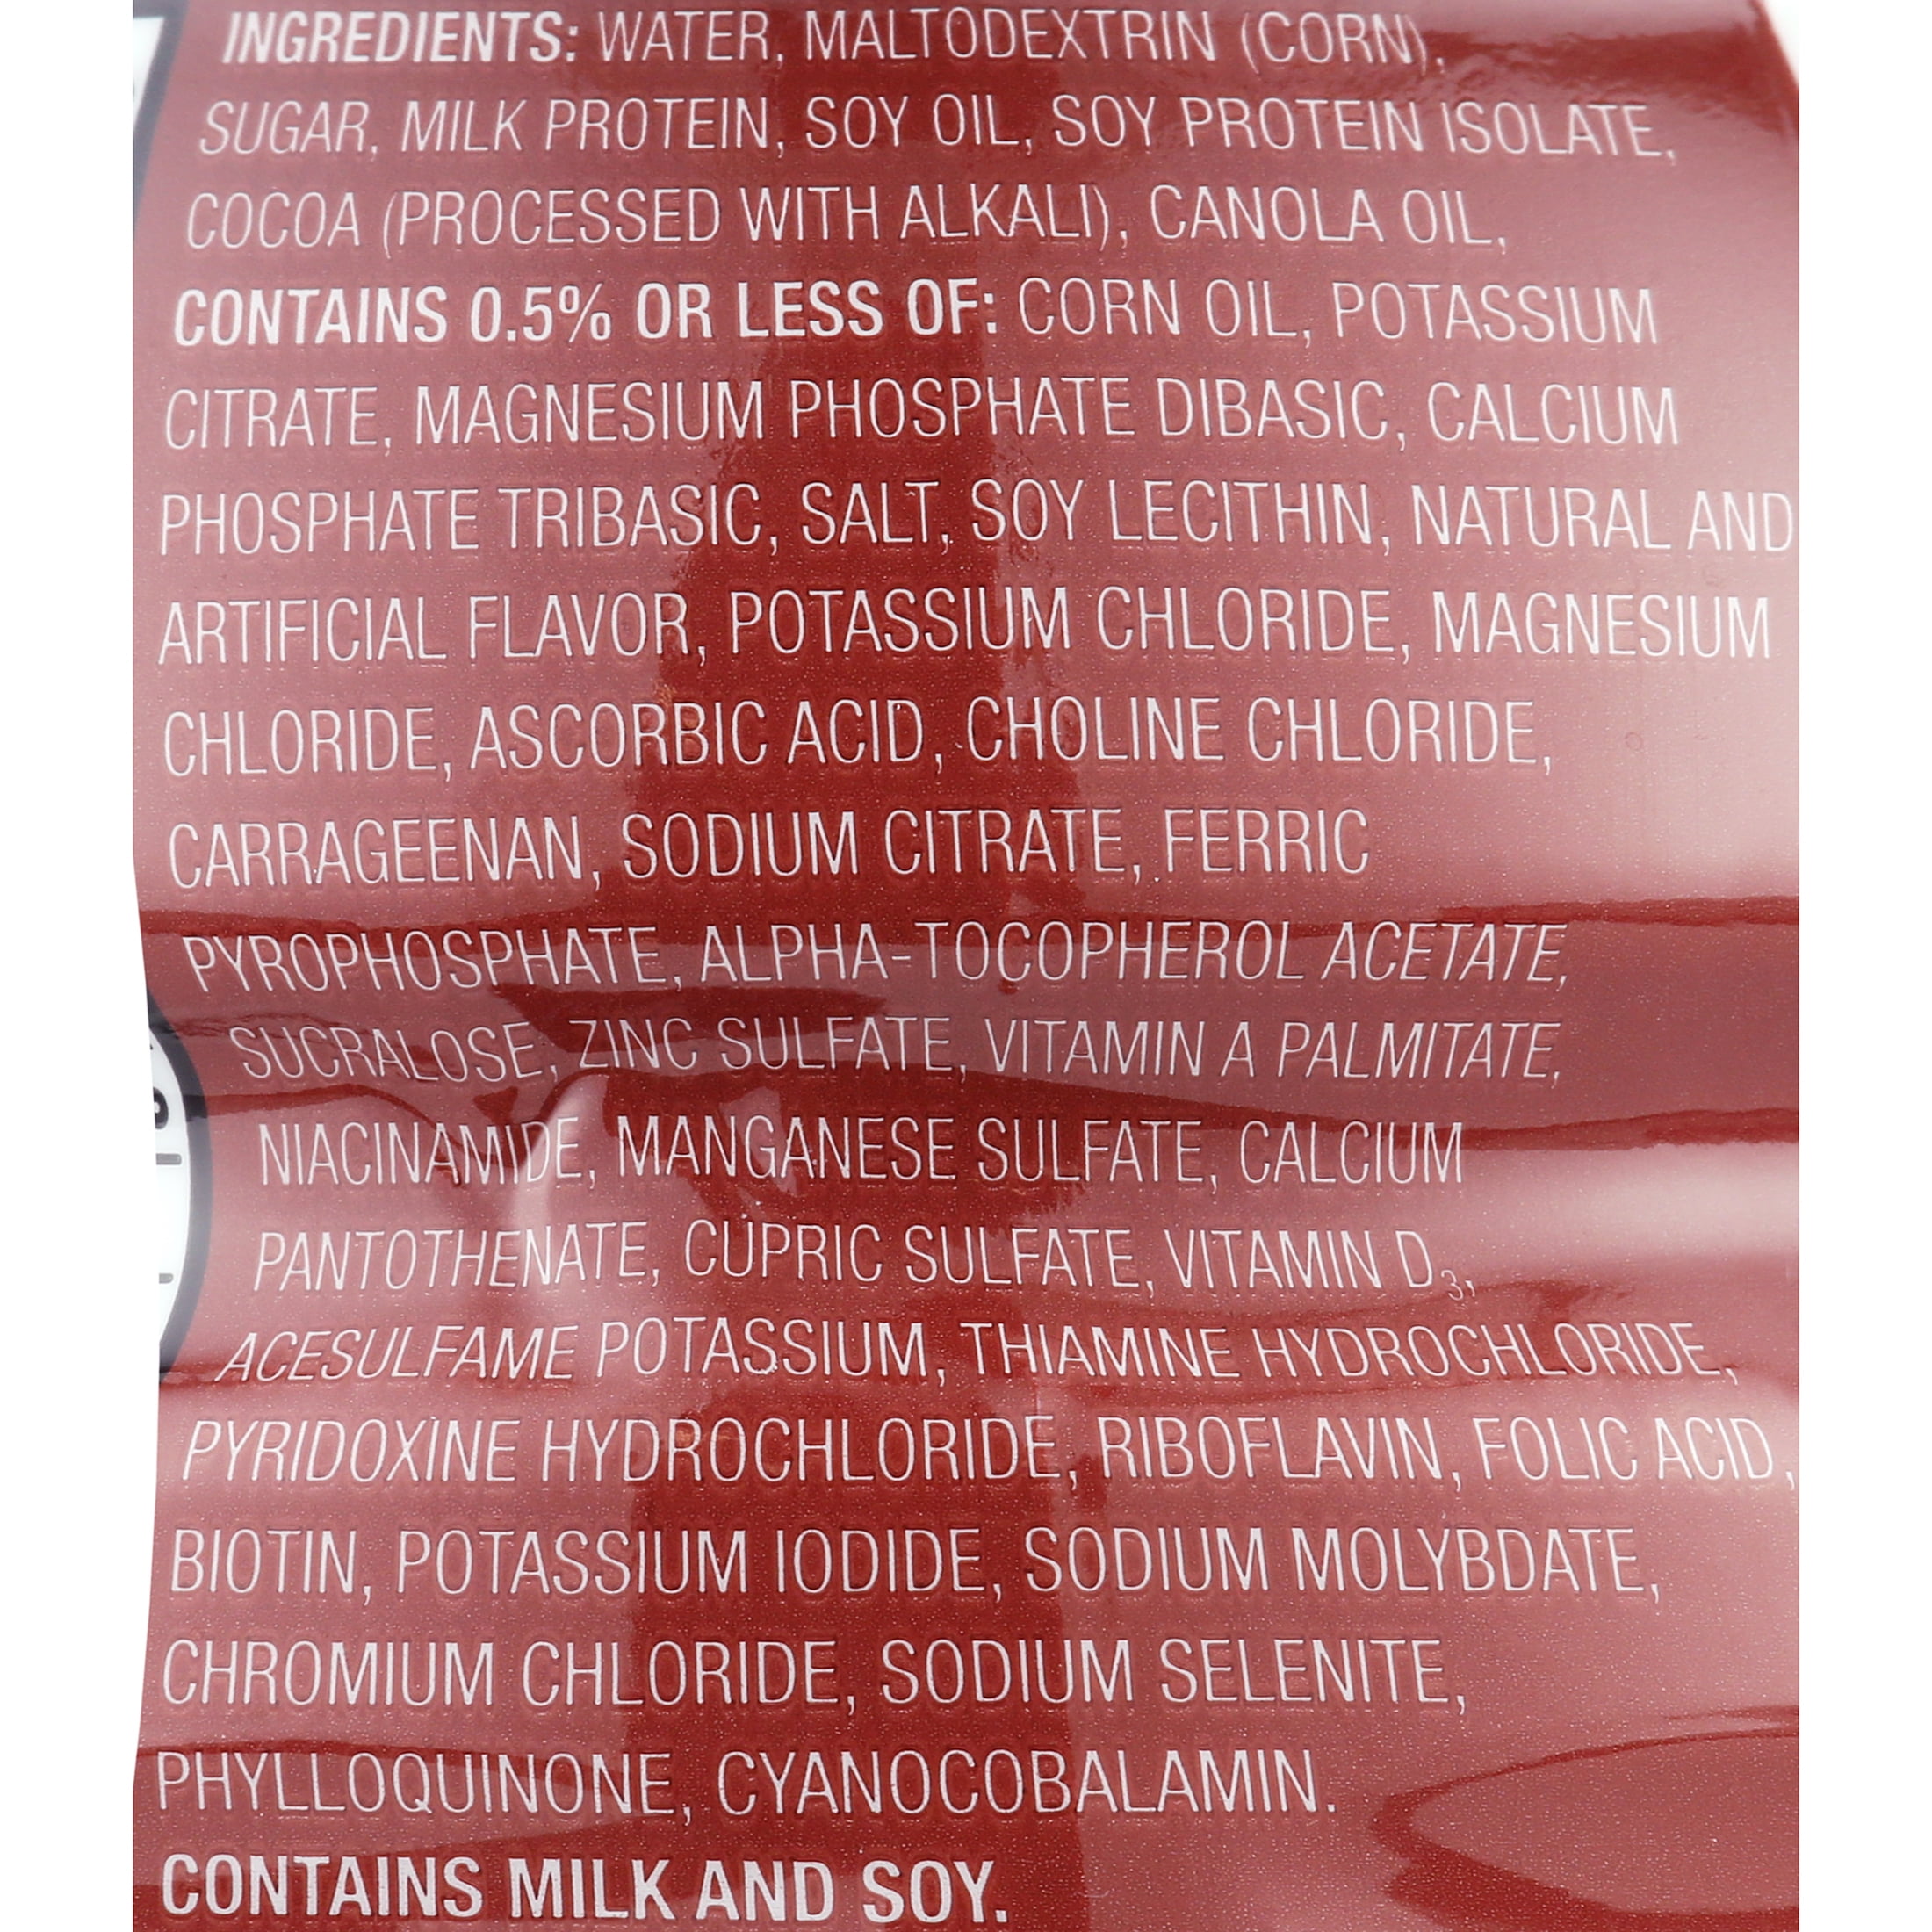 INGREDIENTS: WATER, MALTODEXTRIN (CORN),
SUGAR, MILK PROTEIN, SOY OIL, SOY PROTEIN ISOLATE,
COCOA (PROCESSED WITH ALKALI), CANOLA OIL,
CONTAINS 0.5% OR LESS OF: CORN OIL, POTASSIUM
CITRATE, MAGNESIUM PHOSPHATE DIBASIC, CALCIUM
PHOSPHATE TRIBASIC, SALT, SOY LECITHIN, NATURAL AND
ARTIFICIAL FLAVOR, POTASSIUM CHLORIDE, MAGNESIUM
CHLORIDE, ASCORBIC ACID, CHOLINE CHLORIDE,
CARRAGEENAN, SODIUM CITRATE, FERRIC
PYROPHOSPHATE, ALPHA-TOCOPHEROL ACETATE,
SUCRALOSE, ZINC SULFATE, VITAMIN A PALMITATE,
NIACINAMIDE, MANGANESE SULFATE, CALCIUM
PANTOTHENATE, CUPRIC SULFATE, VITAMIN D₃,
ACESULFAME POTASSIUM, THIAMINE HYDROCHLORIDE,
PYRIDOXINE HYDROCHLORIDE, RIBOFLAVIN, FOLIC ACID,
BIOTIN, POTASSIUM IODIDE, SODIUM MOLYBDATE,
CHROMIUM CHLORIDE, SODIUM SELENITE,
PHYLLOQUINONE, CYANOCOBALAMIN.
CONTAINS MILK AND SOY.